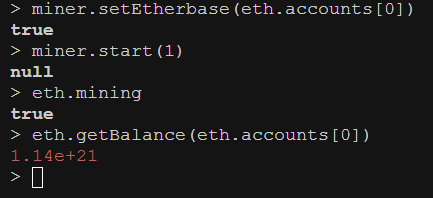 > miner.setEtherbase(eth.accounts[0])
true
> miner.start(1)
null
> eth.mining
true
> eth.getBalance(eth.accounts[0])
1.14e+21
>